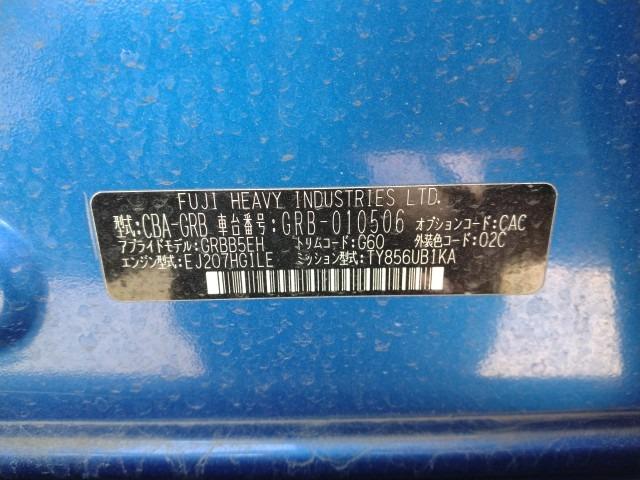 FUJI HEAVY INDUSTRIES LTD.
型式:CBA-GRB 車台番号:GRB-010506 オプションコード:CAC
アプライドモデル:GRBB5EH トリムコード:G60 外装色コード:02C
エンジン型式:EJ207HG1LE ミッション型式:TY856UB1KA